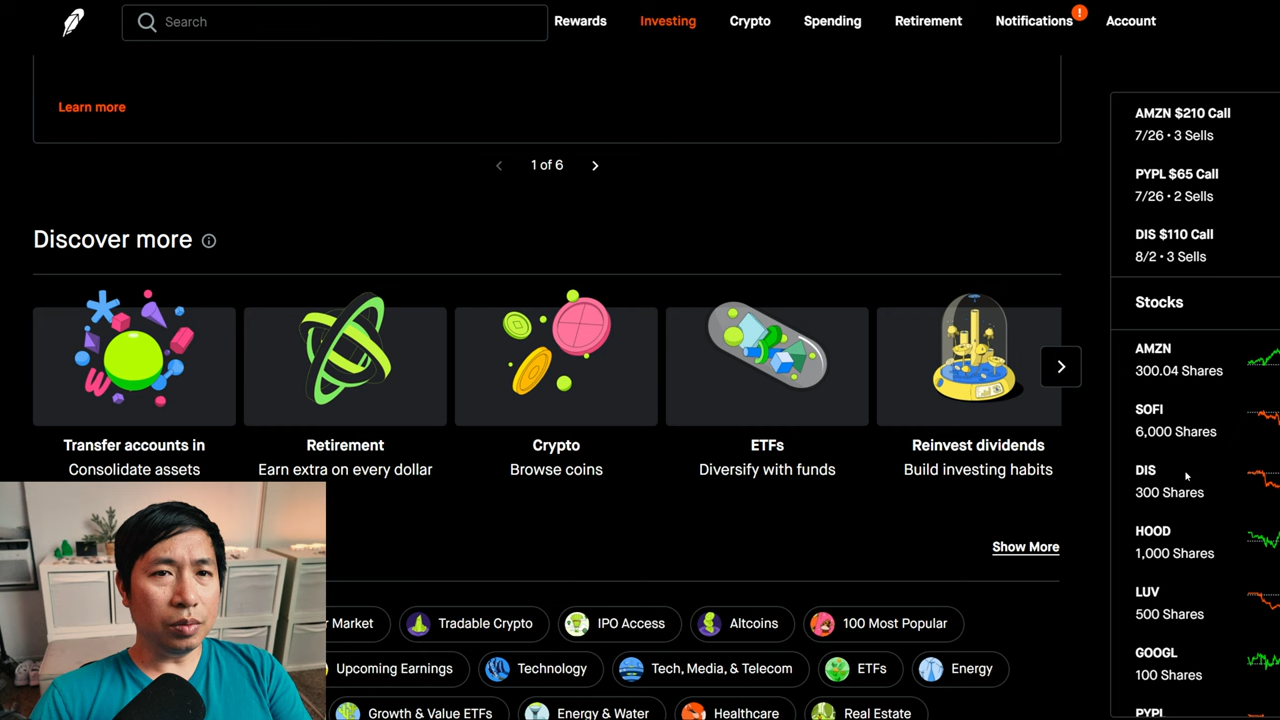 Search
Rewards
Investing
Crypto
Spending
Retirement
Notifications
!
Account
Learn more
1 of 6
Discover more
Transfer accounts in
Consolidate assets
Retirement
Earn extra on every dollar
Crypto
Browse coins
ETFs
Diversify with funds
Reinvest dividends
Build investing habits
Show More
Market
Tradable Crypto
IPO Access
Altcoins
100 Most Popular
Upcoming Earnings
Technology
Tech, Media, & Telecom
ETFs
Energy
Growth & Value ETFs
Energy & Water
Healthcare
Real Estate
AMZN $210 Call
7/26 • 3 Sells
PYPL $65 Call
7/26 • 2 Sells
DIS $110 Call
8/2 • 3 Sells
Stocks
AMZN
300.04 Shares
SOFI
6,000 Shares
DIS
300 Shares
HOOD
1,000 Shares
LUV
500 Shares
GOOGL
100 Shares
PYPL